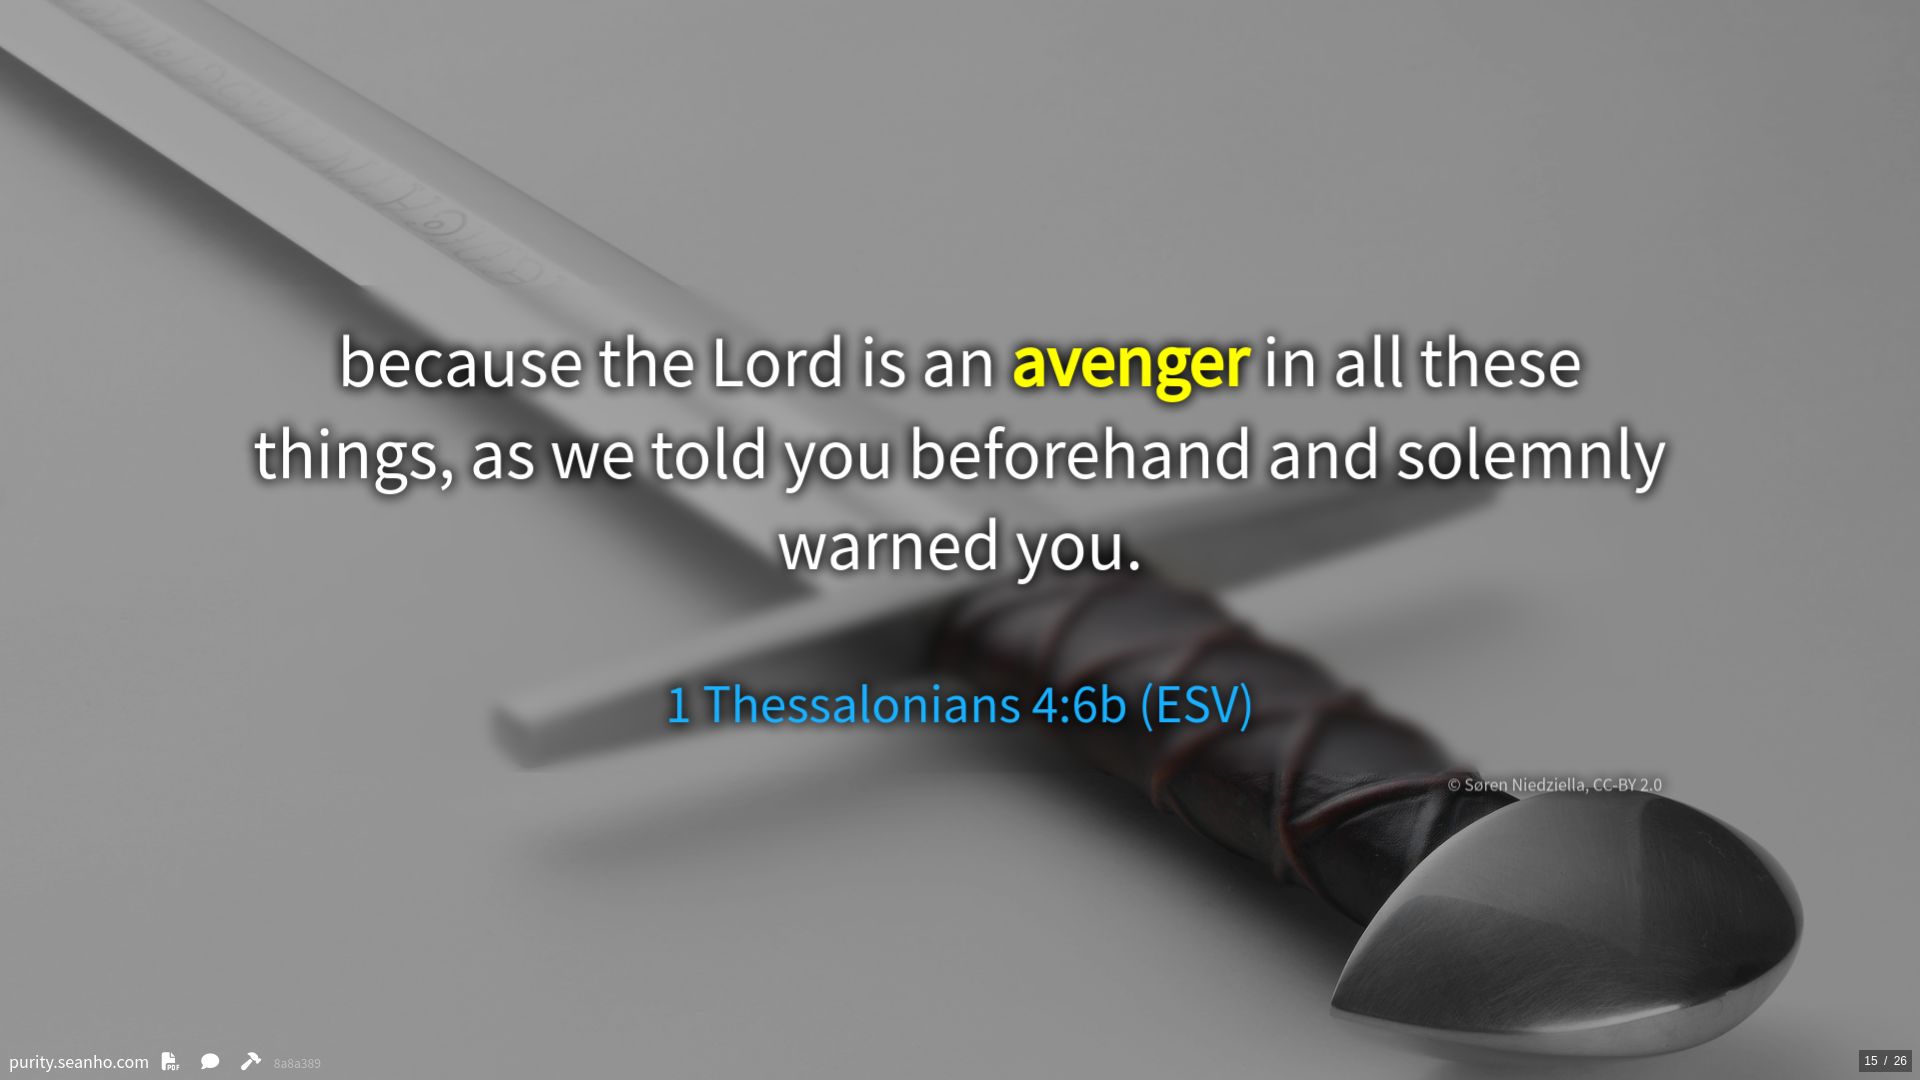 because the Lord is an avenger in all these
things, as we told you beforehand and solemnly
warned you.
1 Thessalonians 4:6b (ESV)
© Søren Niedziella, CC-BY 2.0
purity.seanho.com PDF 8a8a389
15 / 26